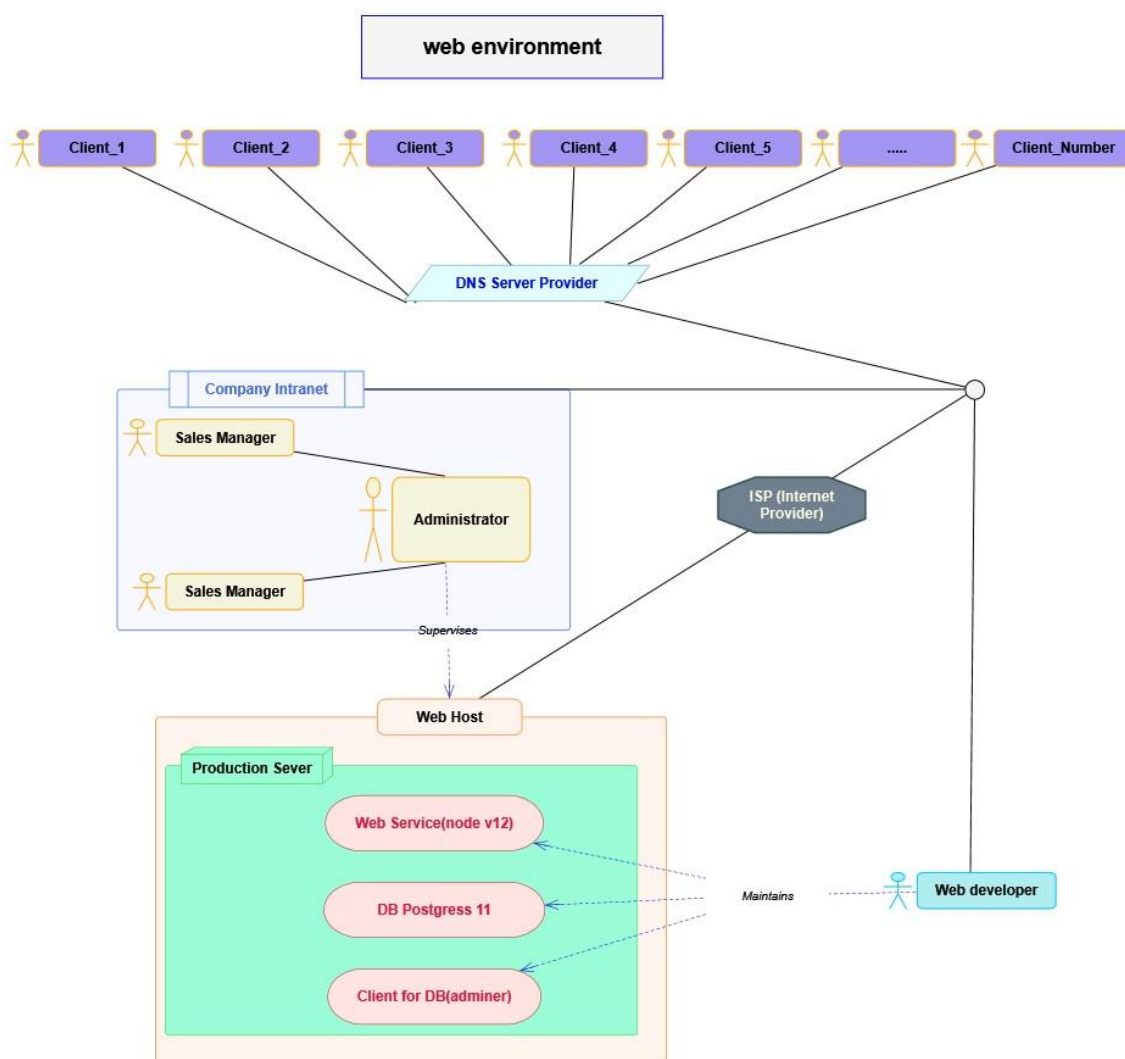 web environment
Client_1
Client_2
Client_3
Client_4
Client_5
.....
Client_Number
DNS Server Provider
Company Intranet
Sales Manager
Administrator
Sales Manager
Supervises
ISP (Internet
Provider)
Web Host
Production Sever
Web Service(node v12)
DB Postgress 11
Client for DB(adminer)
Maintains
Web developer